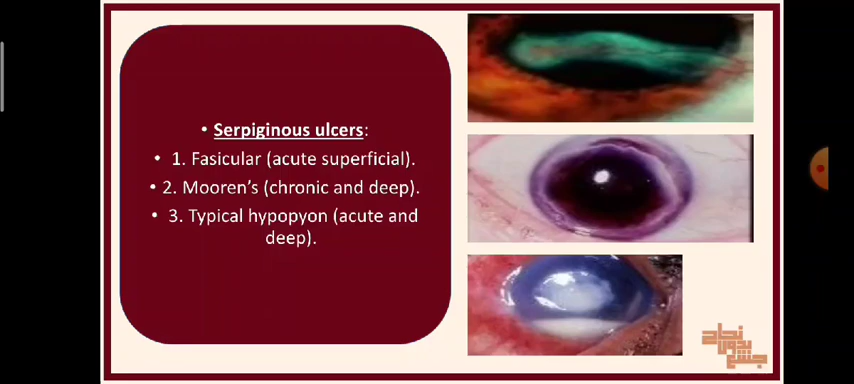 • Serpiginous ulcers:
• 1. Fasicular (acute superficial).
• 2. Mooren's (chronic and deep).
• 3. Typical hypopyon (acute and
deep).